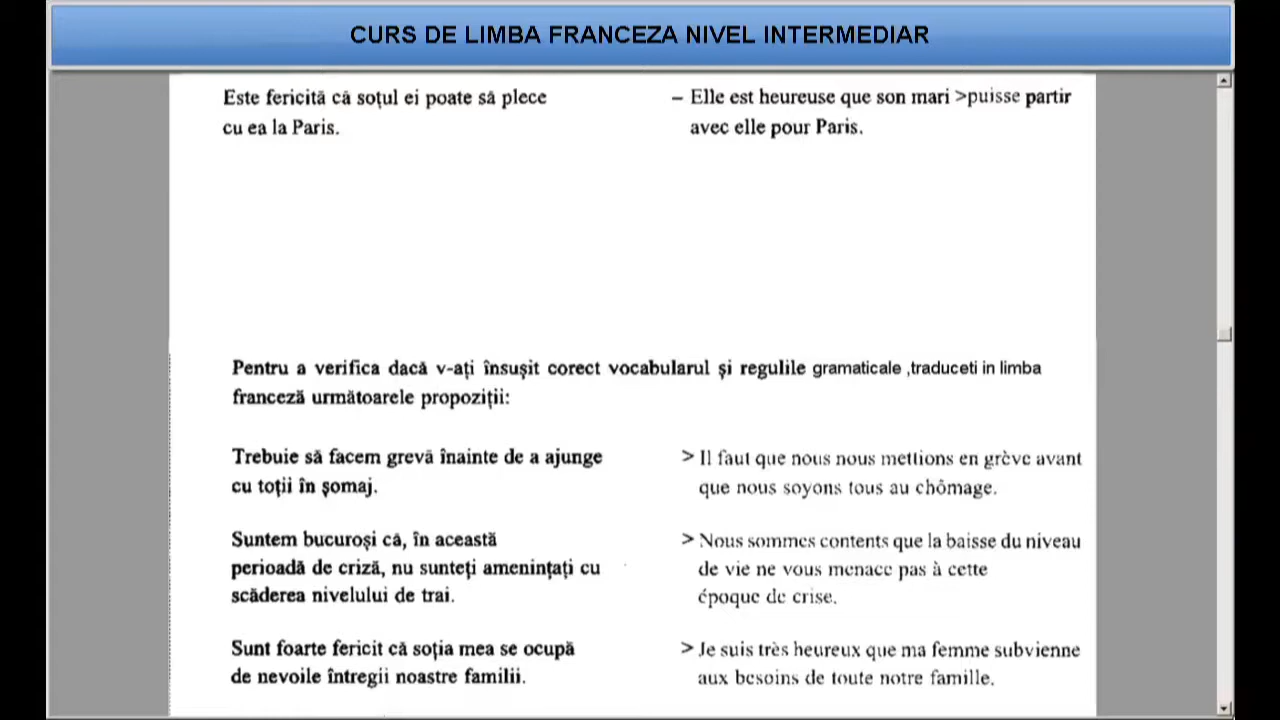 CURS DE LIMBA FRANCEZA NIVEL INTERMEDIAR
Este fericită că soțul ei poate să plece
cu ea la Paris.
– Elle est heureuse que son mari >puisse partir
avec elle pour Paris.
Pentru a verifica dacă v-ați însușit corect vocabularul și regulile gramaticale ,traduceti in limba
franceză următoarele propoziții:
Trebuie să facem grevă înainte de a ajunge
cu toții în șomaj.
> Il faut que nous nous mettions en grève avant
que nous soyons tous au chômage.
Suntem bucuroși că, în această
perioadă de criză, nu sunteți amenințați cu
scăderea nivelului de trai.
> Nous sommes contents que la baisse du niveau
de vie ne vous menace pas à cette
époque de crise.
Sunt foarte fericit că soția mea se ocupă
de nevoile întregii noastre familii.
> Je suis très heureux que ma femme subvienne
aux besoins de toute notre famille.